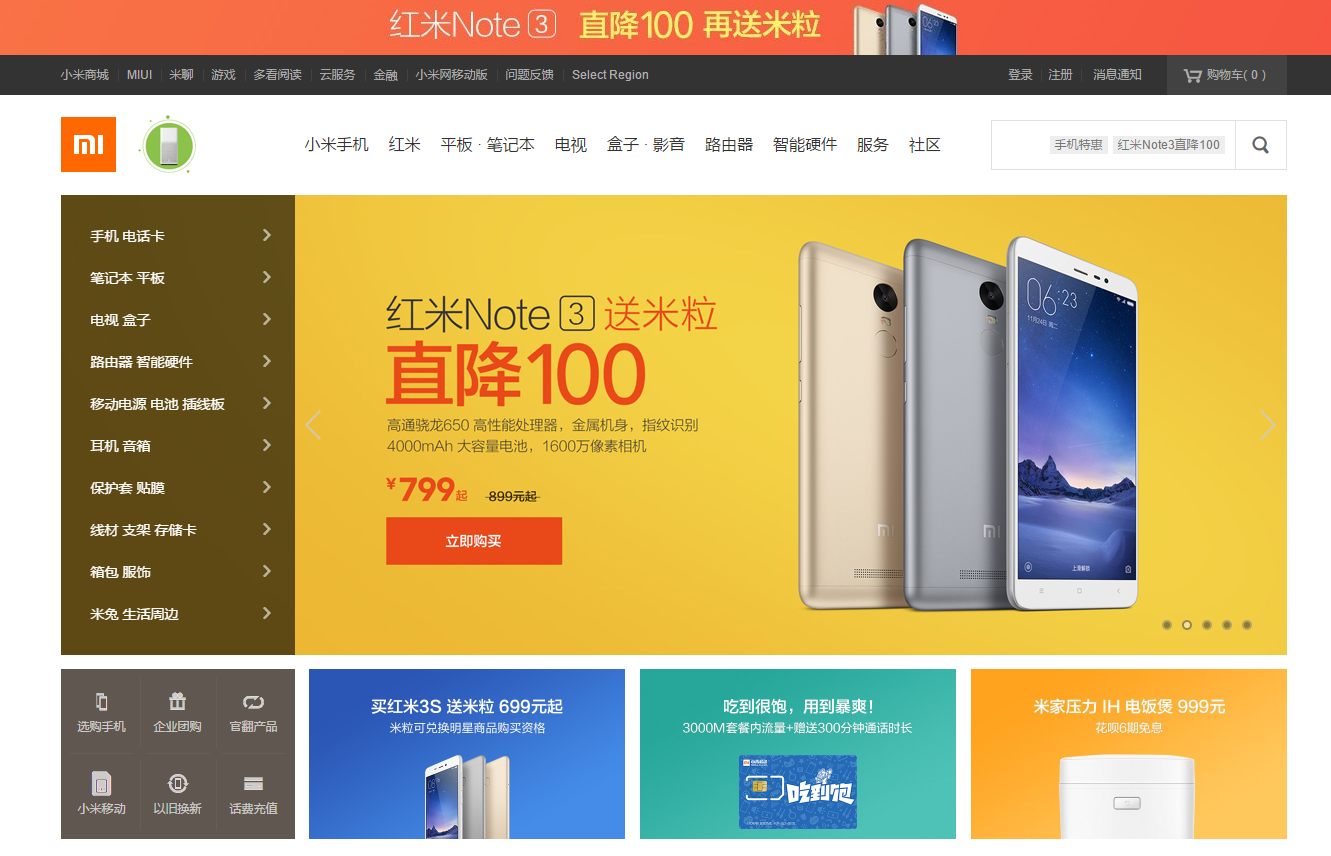 红米Note 3 直降100 再送米粒
小米商城 MIUI 米聊 游戏 多看阅读 云服务 金融 小米网移动版 问题反馈 Select Region 登录 注册 消息通知 购物车( 0 )
mi 小米手机 红米 平板 · 笔记本 电视 盒子 · 影音 路由器 智能硬件 服务 社区 手机特惠 红米Note3直降100
手机 电话卡
笔记本 平板
电视 盒子
路由器 智能硬件
移动电源 电池 插线板
耳机 音箱
保护套 贴膜
线材 支架 存储卡
箱包 服饰
米兔 生活周边
红米Note 3 送米粒
直降100
高通骁龙650 高性能处理器，金属机身，指纹识别
4000mAh 大容量电池，1600万像素相机
¥799起 899元起
立即购买
06:23
11月24日 周二
上滑解锁
mi
mi
选购手机 企业团购 官翻产品
小米移动 以旧换新 话费充值
买红米3S 送米粒 699元起
米粒可兑换明星商品购买资格
吃到很饱，用到暴爽！
3000M套餐内流量+赠送300分钟通话时长
吃到饱
米家压力 IH 电饭煲 999元
花呗6期免息